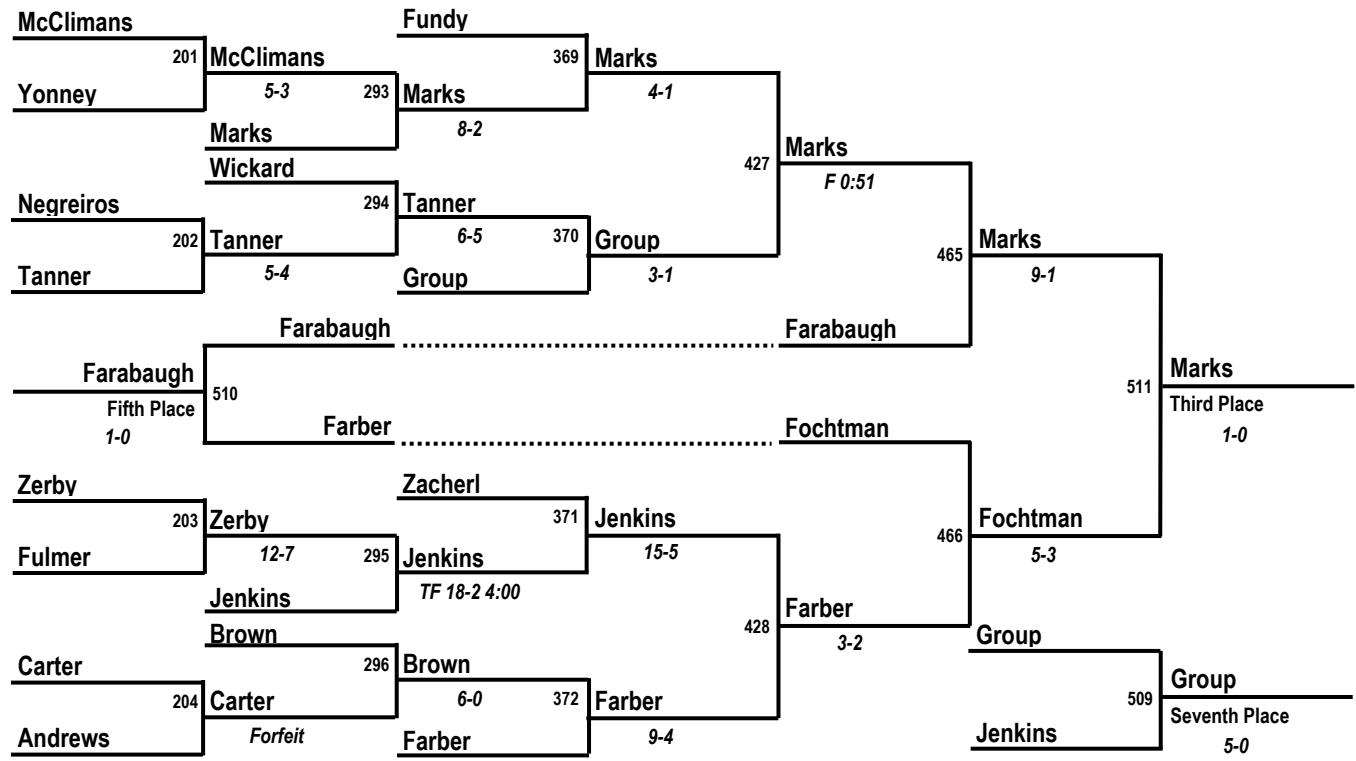 McClimans
Fundy
201 McClimans
369 Marks
Yonney
5-3
293 Marks
4-1
Marks
8-2
Marks
Wickard
427
F 0:51
Negreiros
294 Tanner
202 Tanner
6-5
370 Group
465 Marks
Tanner
5-4
Group
3-1
9-1
Farabaugh
Farabaugh
Farabaugh
510
511
Marks
Fifth Place
Third Place
1-0
Farber
Fochtman
1-0
Zerby
Zacherl
203 Zerby
371 Jenkins
466 Fochtman
Fulmer
12-7
295 Jenkins
15-5
5-3
Jenkins
TF 18-2 4:00
Farber
Brown
428
3-2
Group
Carter
296 Brown
204 Carter
6-0
372 Farber
509
Group
Andrews
Forfeit
Farber
9-4
Jenkins
Seventh Place
5-0